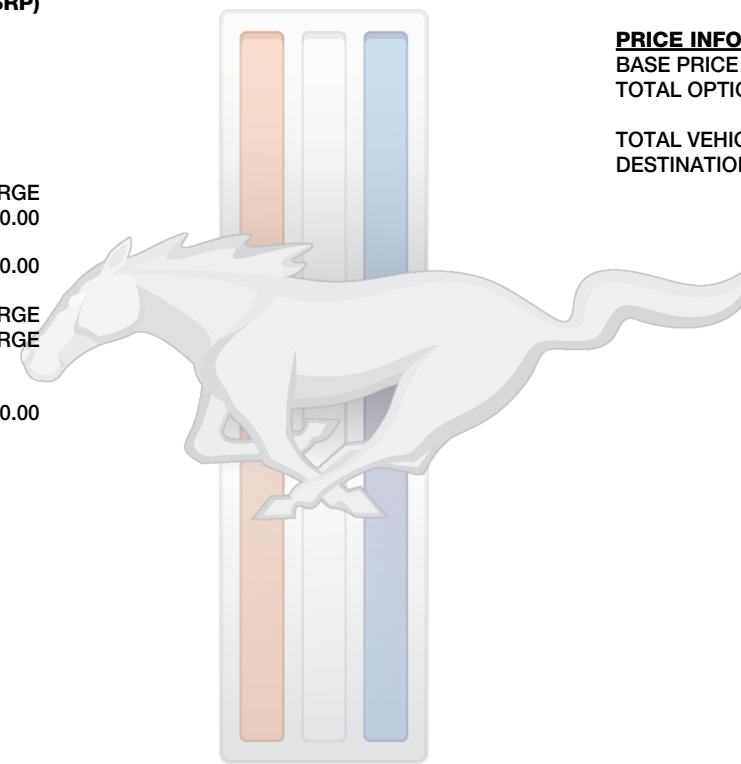 SRP)
RGE
0.00
0.00
RGE
RGE
0.00
PRICE INFO
BASE PRICE
TOTAL OPTIO
TOTAL VEHIC
DESTINATION